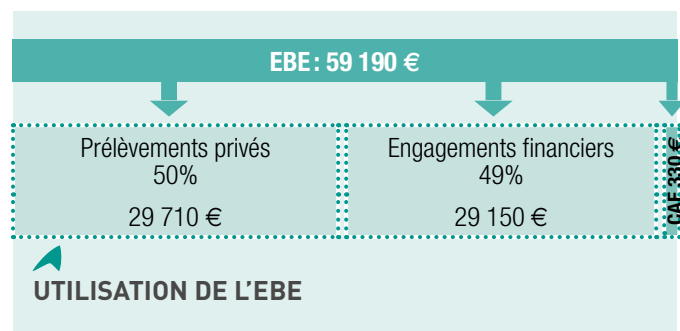 EBE : 59 190 €
Prélèvements privés
50%
29 710 €
Engagements financiers
49%
29 150 €
CAF 330 €
UTILISATION DE L’EBE